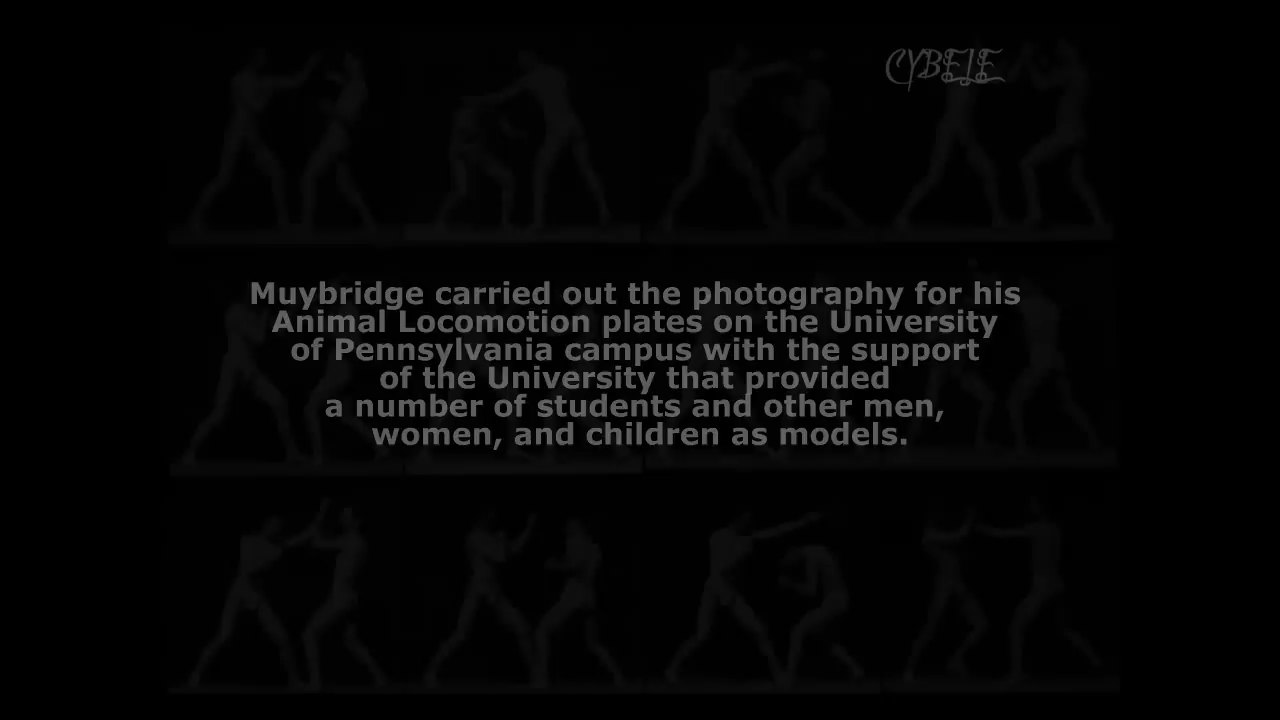 CYBELE
Muybridge carried out the photography for his
Animal Locomotion plates on the University
of Pennsylvania campus with the support
of the University that provided
a number of students and other men,
women, and children as models.